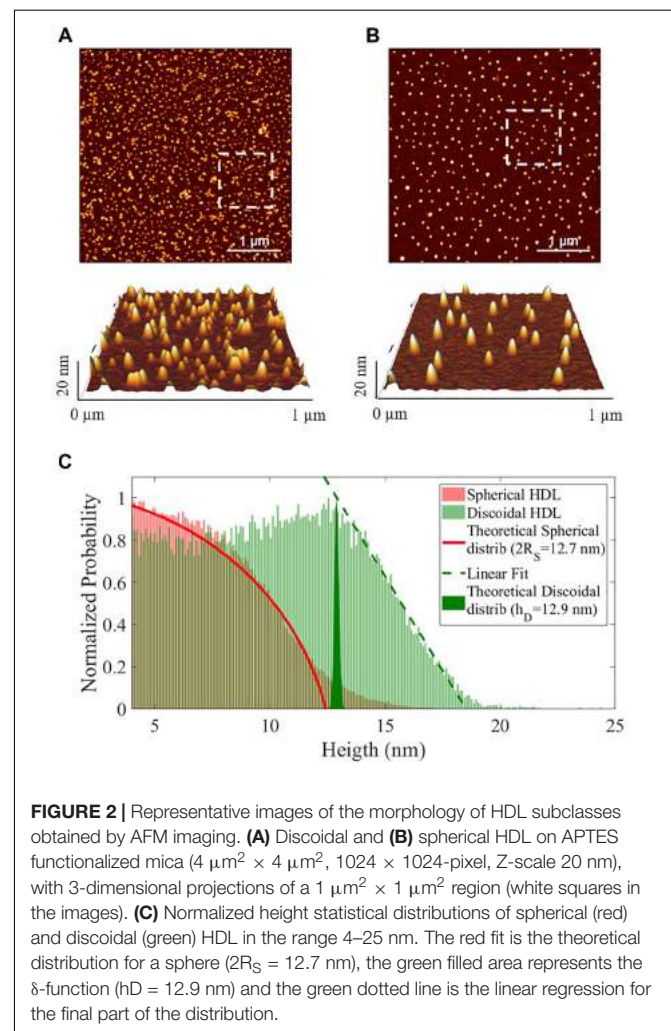 A
B
1 µm
1 µm
20 nm
0 µm
1 µm
20 nm
0 µm
1 µm
C
Normalized Probability
1
0.8
0.6
0.4
0.2
0
5
10
15
20
25
Heigth (nm)
Spherical HDL
Discoidal HDL
Theoretical Spherical
distrib (2R_S=12.7 nm)
Linear Fit
Theoretical Discoidal
distrib (h_D=12.9 nm)
FIGURE 2 | Representative images of the morphology of HDL subclasses
obtained by AFM imaging. (A) Discoidal and (B) spherical HDL on APTES
functionalized mica (4 μm² × 4 μm², 1024 × 1024-pixel, Z-scale 20 nm),
with 3-dimensional projections of a 1 μm² × 1 μm² region (white squares in
the images). (C) Normalized height statistical distributions of spherical (red)
and discoidal (green) HDL in the range 4–25 nm. The red fit is the theoretical
distribution for a sphere (2R_S = 12.7 nm), the green filled area represents the
δ-function (hD = 12.9 nm) and the green dotted line is the linear regression for
the final part of the distribution.